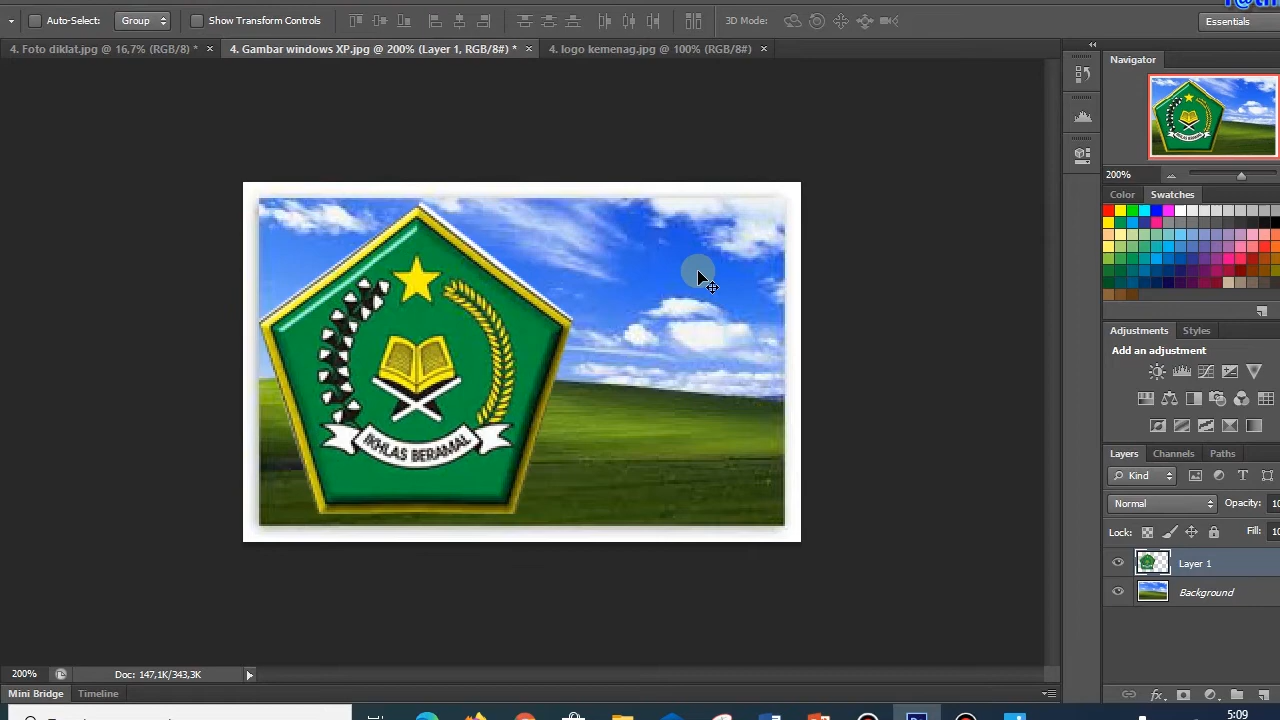 Auto-Select: Group Show Transform Controls 3D Mode:
Essentials
4. Foto diklat.jpg @ 16,7% (RGB/8) * × 4. Gambar windows XP.jpg @ 200% (Layer 1, RGB/8#) * × 4. logo kemenag.jpg @ 100% (RGB/8#) ×
Navigator
200%
Color Swatches
IKHLAS BERAMAL
Adjustments Styles
Add an adjustment
Layers Channels Paths
Kind
Normal Opacity: 10
Lock: Fill: 10
Layer 1
Background
200% Doc: 147,1K/343,3K
Mini Bridge Timeline
5:09